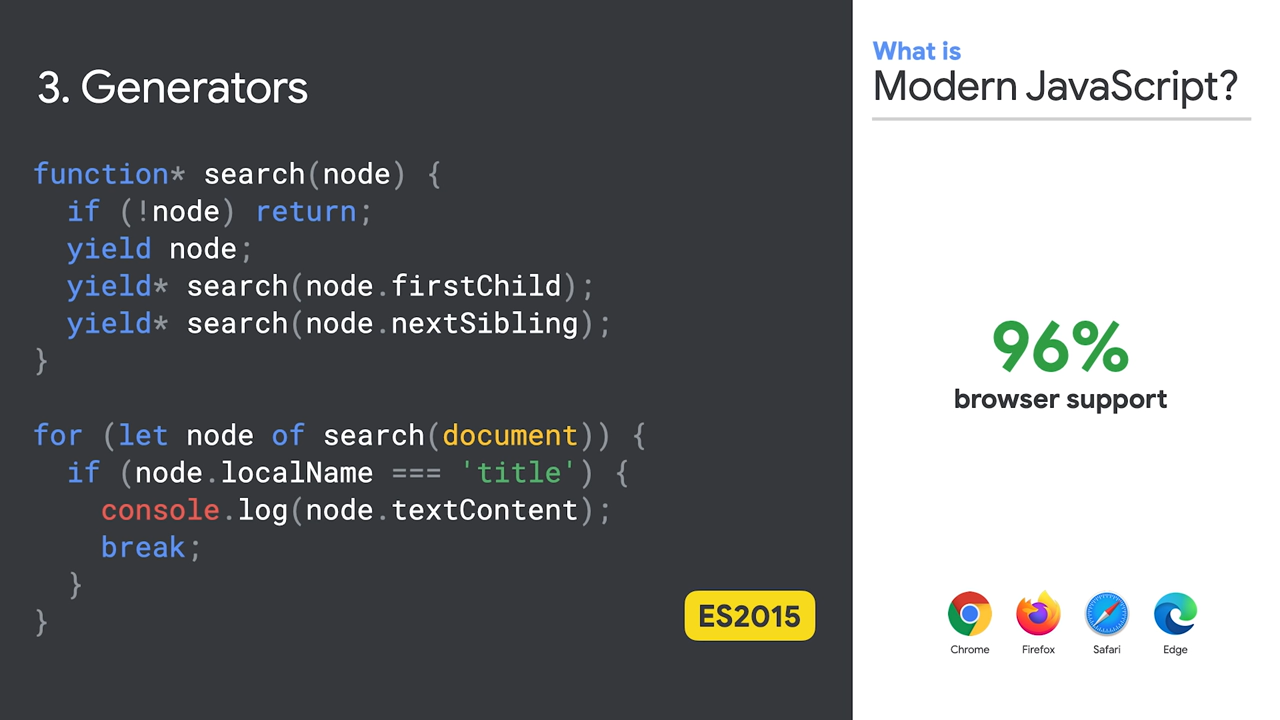 3. Generators
function* search(node) {
  if (!node) return;
  yield node;
  yield* search(node.firstChild);
  yield* search(node.nextSibling);
}
for (let node of search(document)) {
  if (node.localName === 'title') {
    console.log(node.textContent);
    break;
  }
}
ES2015
What is
Modern JavaScript?
96%
browser support
Chrome Firefox Safari Edge